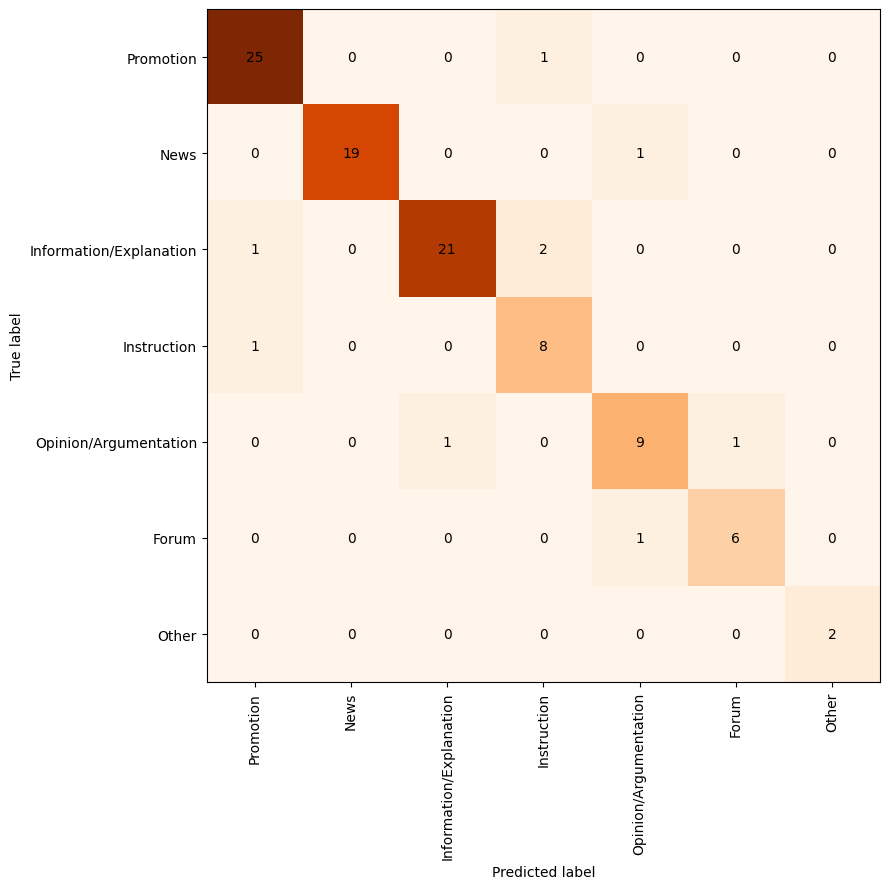 Promotion 25 0 0 1 0 0 0
News 0 19 0 0 1 0 0
Information/Explanation 1 0 21 2 0 0 0
Instruction 1 0 0 8 0 0 0
Opinion/Argumentation 0 0 1 0 9 1 0
Forum 0 0 0 0 1 6 0
Other 0 0 0 0 0 0 2
True label
Promotion
News
Information/Explanation
Instruction
Opinion/Argumentation
Forum
Other
Predicted label